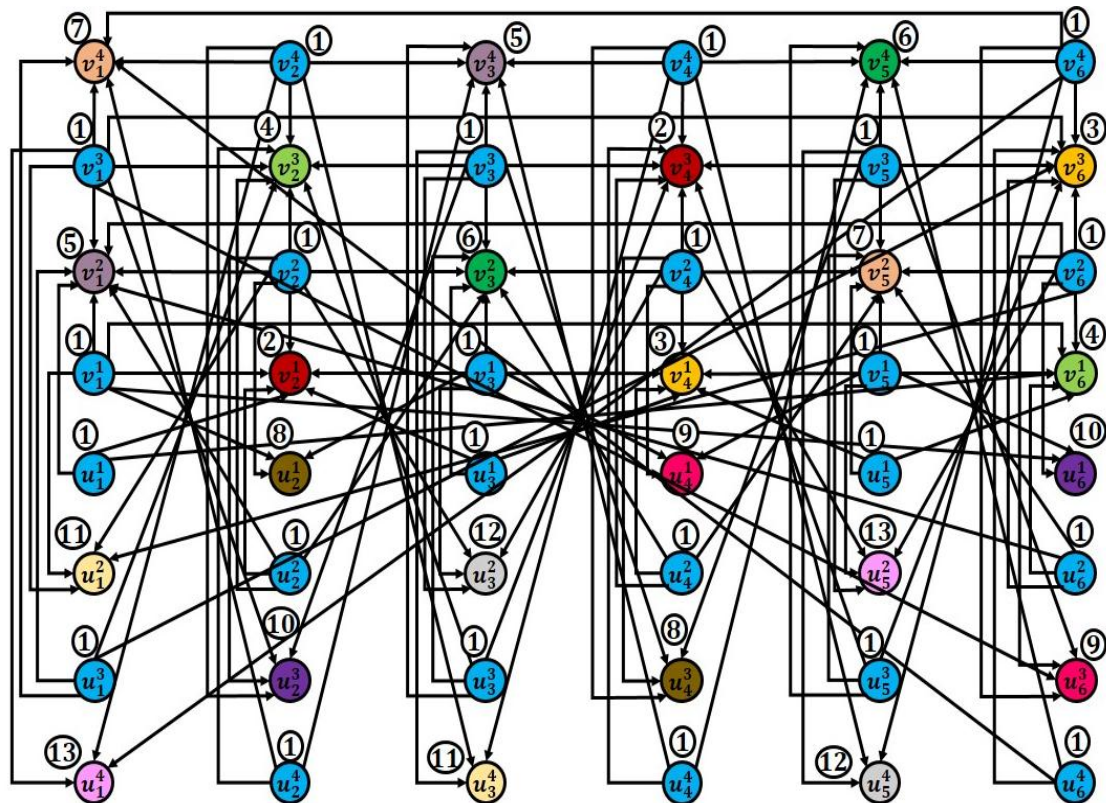 7 1 5 1 6 1
v_1^4 v_2^4 v_3^4 v_4^4 v_5^4 v_6^4
1 4 1 2 1 3
v_1^3 v_2^3 v_3^3 v_4^3 v_5^3 v_6^3
5 1 6 1 7 1
v_1^2 v_2^2 v_3^2 v_4^2 v_5^2 v_6^2
1 2 1 3 1 4
v_1^1 v_2^1 v_3^1 v_4^1 v_5^1 v_6^1
1 8 1 9 1 10
u_1^1 u_2^1 u_3^1 u_4^1 u_5^1 u_6^1
11 1 12 1 13 1
u_1^2 u_2^2 u_3^2 u_4^2 u_5^2 u_6^2
1 10 1 8 1 9
u_1^3 u_2^3 u_3^3 u_4^3 u_5^3 u_6^3
13 1 11 1 12 1
u_1^4 u_2^4 u_3^4 u_4^4 u_5^4 u_6^4